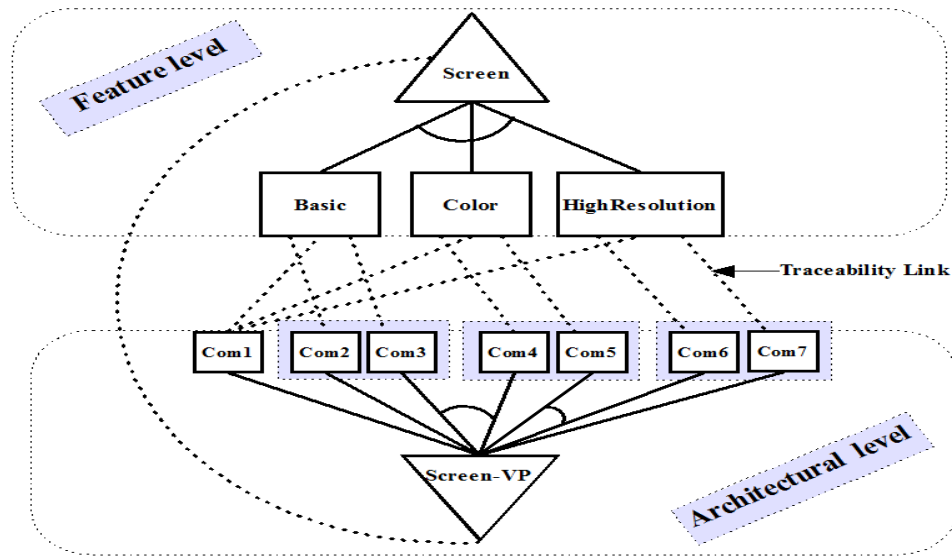 Feature level
Screen
Basic
Color
HighResolution
Traceability Link
Com1
Com2
Com3
Com4
Com5
Com6
Com7
Screen-VP
Architectural level